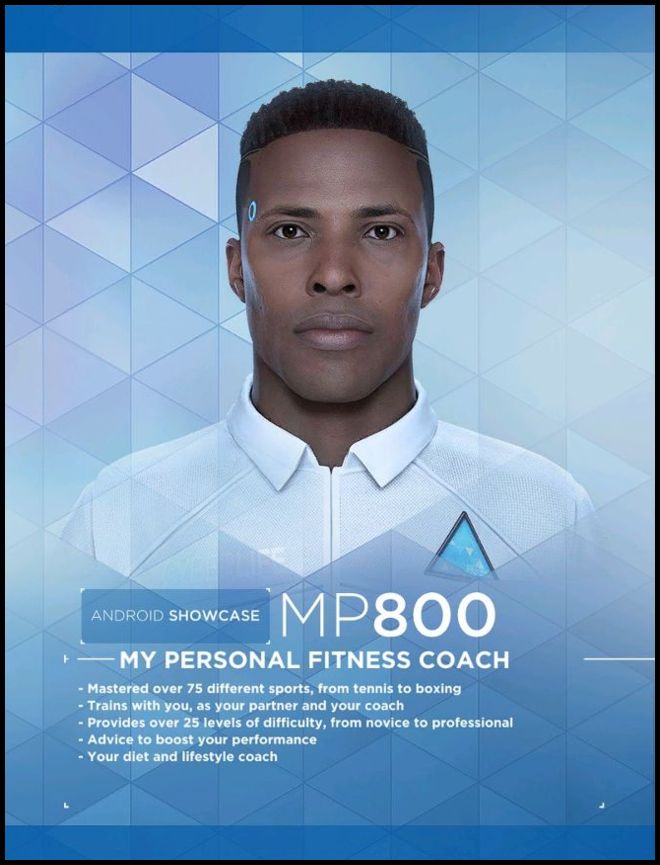 ANDROID SHOWCASE MP800
MY PERSONAL FITNESS COACH
- Mastered over 75 different sports, from tennis to boxing
- Trains with you, as your partner and your coach
- Provides over 25 levels of difficulty, from novice to professional
- Advice to boost your performance
- Your diet and lifestyle coach